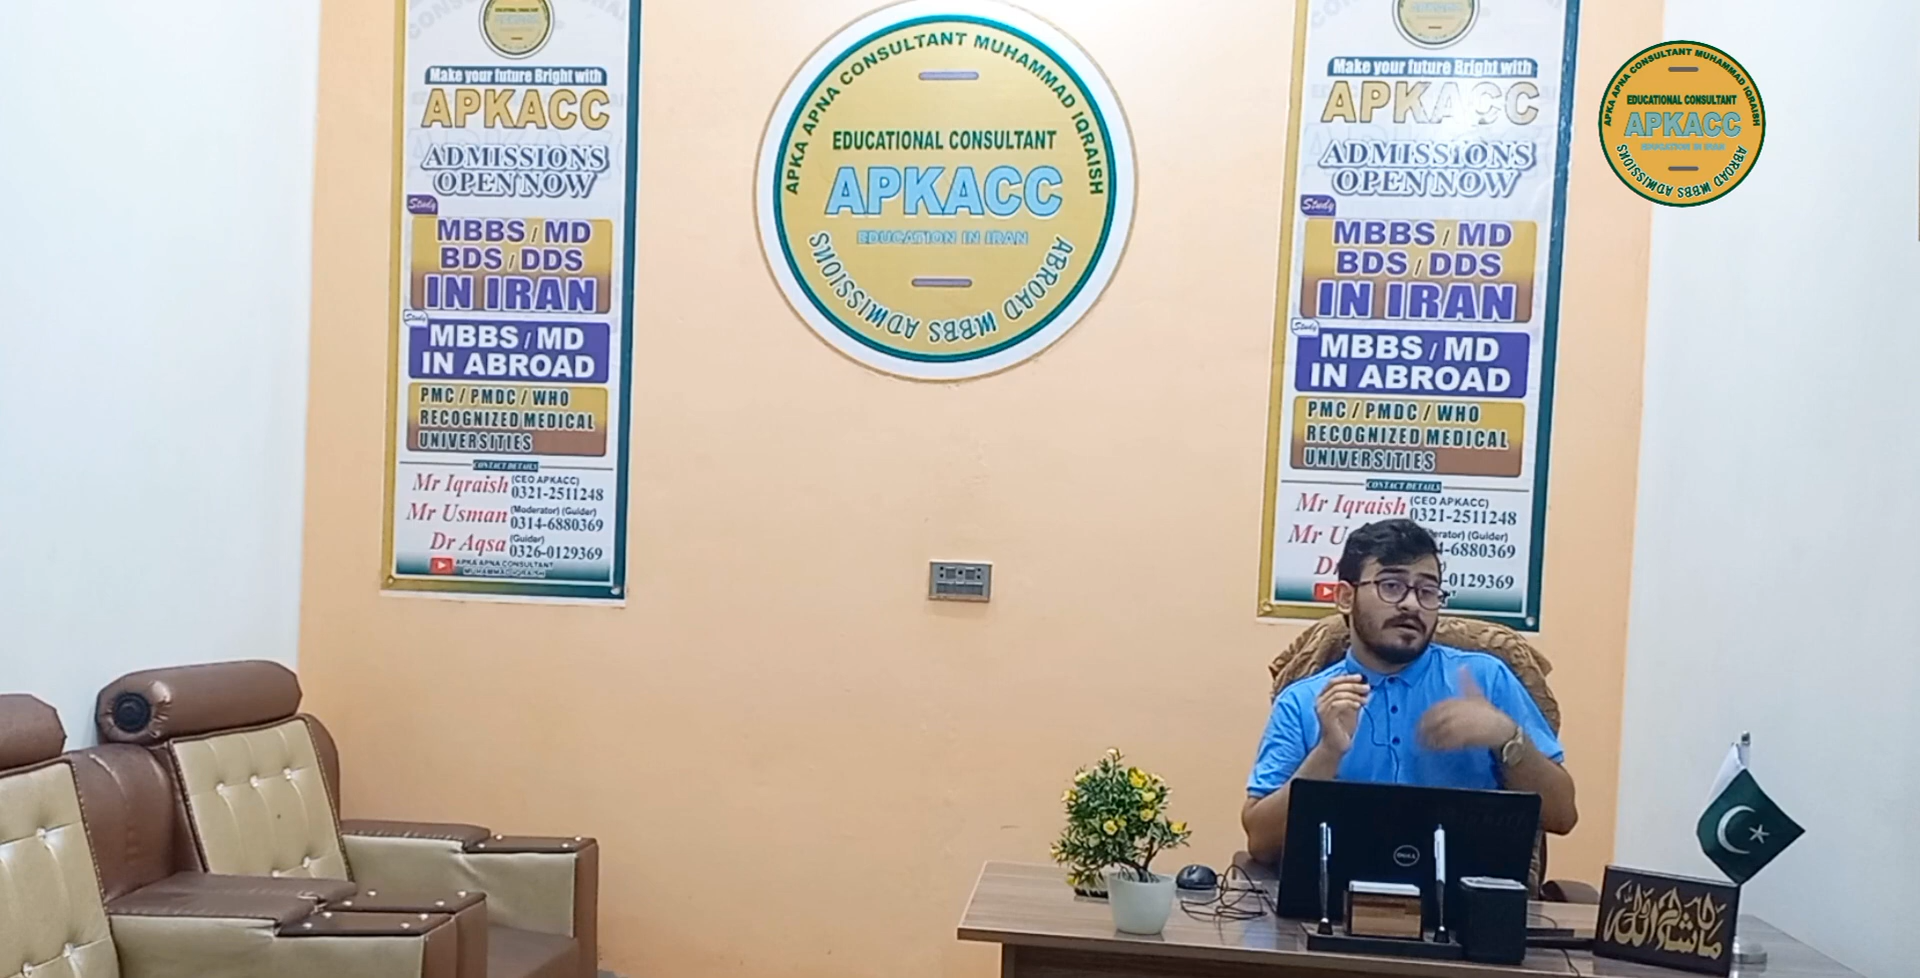 Make your future Bright with
APKACC
ADMISSIONS
OPEN NOW
Study
MBBS / MD
BDS / DDS
IN IRAN
Study
MBBS / MD
IN ABROAD
PMC / PMDC / WHO
RECOGNIZED MEDICAL
UNIVERSITIES
CONTACT DETAILS
Mr Iqraish (CEO APKACC) 0321-2511248
Mr Usman (Moderator) (Guider) 0314-6880369
Dr Aqsa (Guider) 0326-0129369
APKA APNA CONSULTANT
MUHAMMAD IQRAISH
APKA APNA CONSULTANT MUHAMMAD IQRAISH
EDUCATIONAL CONSULTANT
APKACC
EDUCATION IN IRAN
ABROAD MBBS ADMISSIONS
Make your future Bright with
APKACC
ADMISSIONS
OPEN NOW
Study
MBBS / MD
BDS / DDS
IN IRAN
Study
MBBS / MD
IN ABROAD
PMC / PMDC / WHO
RECOGNIZED MEDICAL
UNIVERSITIES
CONTACT DETAILS
Mr Iqraish (CEO APKACC) 0321-2511248
Mr (Guider) -6880369
-0129369
APKA APNA CONSULTANT MUHAMMAD IQRAISH
EDUCATIONAL CONSULTANT
APKACC
EDUCATION IN IRAN
ABROAD MBBS ADMISSIONS
DELL
ماشاء الله